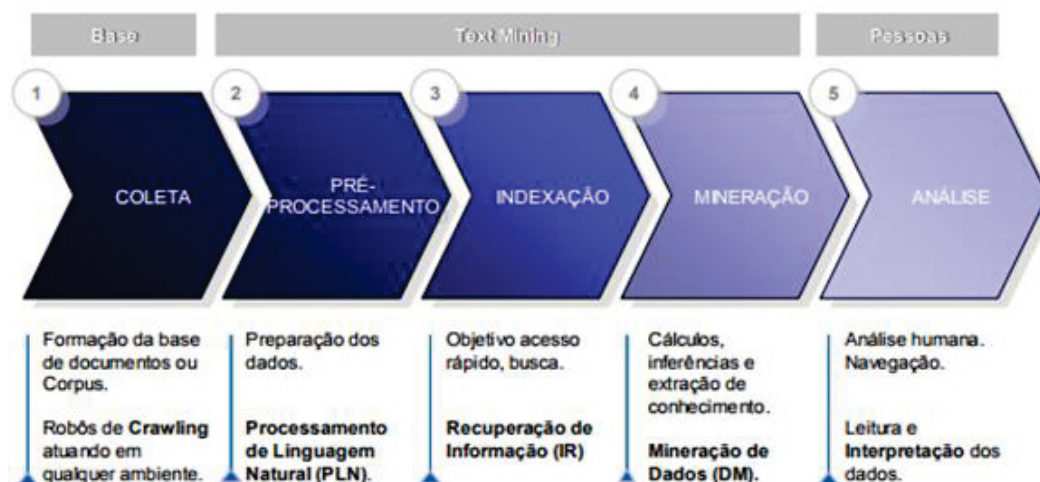 Base
Text Mining
Pessoas
1
2
3
4
5
COLETA
PRÉ-
PROCESSAMENTO
INDEXAÇÃO
MINERAÇÃO
ANÁLISE
Formação da base
de documentos ou
Corpus.
Robôs de Crawling
atuando em
qualquer ambiente.
Preparação dos
dados.
Processamento
de Linguagem
Natural (PLN).
Objetivo acesso
rápido, busca.
Recuperação de
Informação (IR)
Cálculos,
inferências e
extração de
conhecimento.
Mineração de
Dados (DM).
Análise humana.
Navegação.
Leitura e
Interpretação dos
dados.